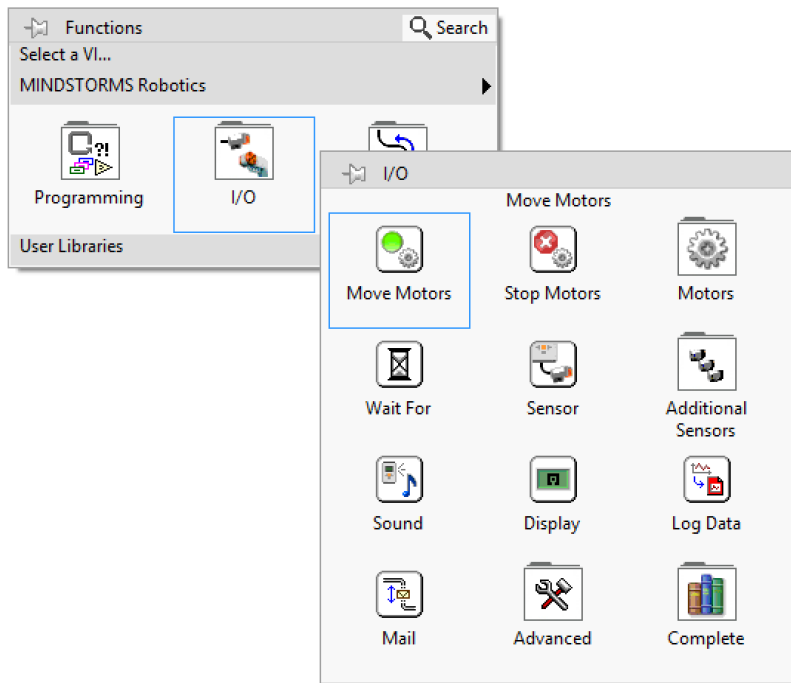 Functions
Search
Select a VI...
MINDSTORMS Robotics
Programming
I/O
User Libraries
I/O
Move Motors
Move Motors
Stop Motors
Motors
Wait For
Sensor
Additional
Sensors
Sound
Display
Log Data
Mail
Advanced
Complete